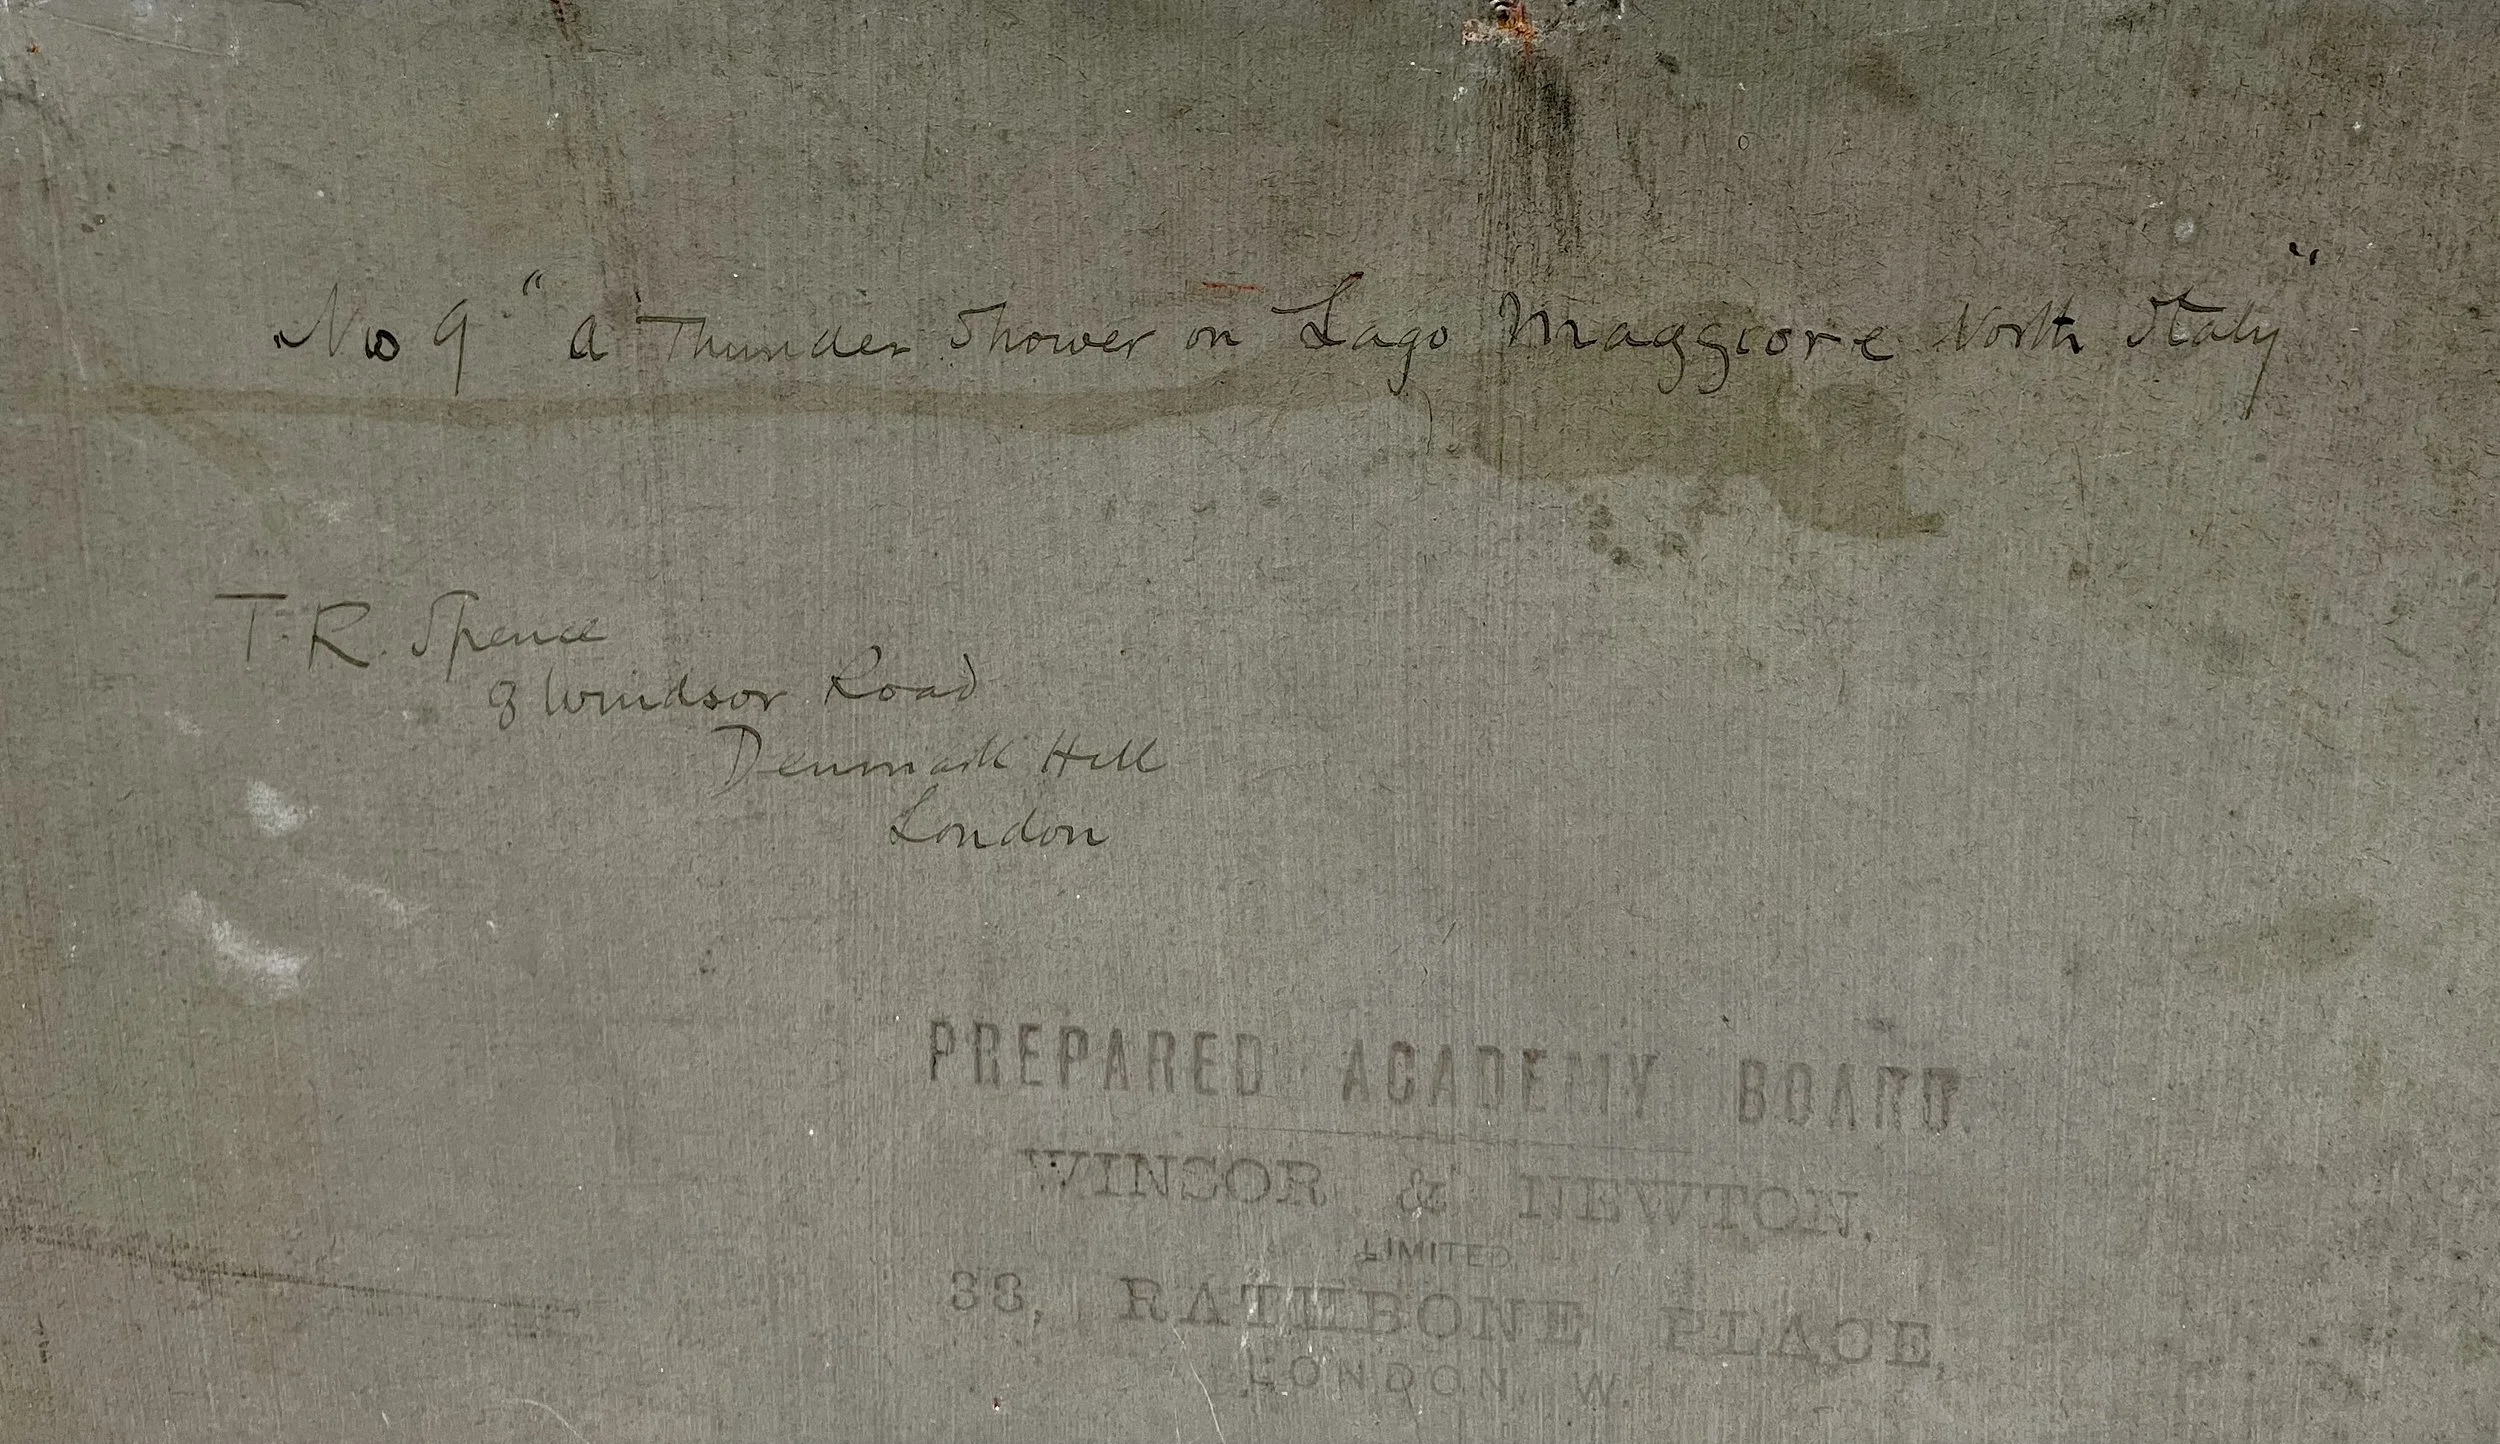 No 9 "A Thunder Shower on Lago Maggiore North Italy"
T. R. Spence
8 Windsor Road
Denmark Hill
London
PREPARED ACADEMY BOARD.
WINSOR & NEWTON,
LIMITED,
38, RATHBONE PLACE,
LONDON, W.